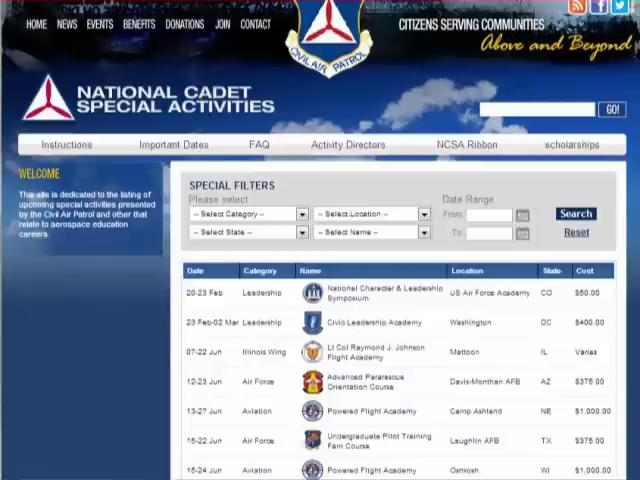 HOME NEWS EVENTS BENEFITS DONATIONS JOIN CONTACT
CIVIL AIR PATROL
CITIZENS SERVING COMMUNITIES
Above and Beyond
NATIONAL CADET
SPECIAL ACTIVITIES
GO!
Instructions Important Dates FAQ Activity Directors NCSA Ribbon scholarships
WELCOME
This site is dedicated to the listing of
upcoming special activities presented
by the Civil Air Patrol and other that
relate to aerospace education
careers.
SPECIAL FILTERS
Please select Date Range
-- Select Category -- -- Select Location -- From: Search
-- Select State -- -- Select Name -- To Reset
Date Category Name Location State Cost
20-23 Feb Leadership National Character & Leadership Symposium US Air Force Academy CO $50.00
23 Feb-02 Mar Leadership Civic Leadership Academy Washington DC $400.00
07-22 Jun Illinois Wing Lt Col Raymond J. Johnson Flight Academy Mattoon IL Varies
12-23 Jun Air Force Advanced Pararescue Orientation Course Davis-Monthan AFB AZ $375.00
13-27 Jun Aviation Powered Flight Academy Camp Ashland NE $1,000.00
Air Force Undergraduate Pilot Training Fam Course Laughlin AFB TX $375.00
Aviation Powered Flight Academy Oshkosh WI $1,000.00